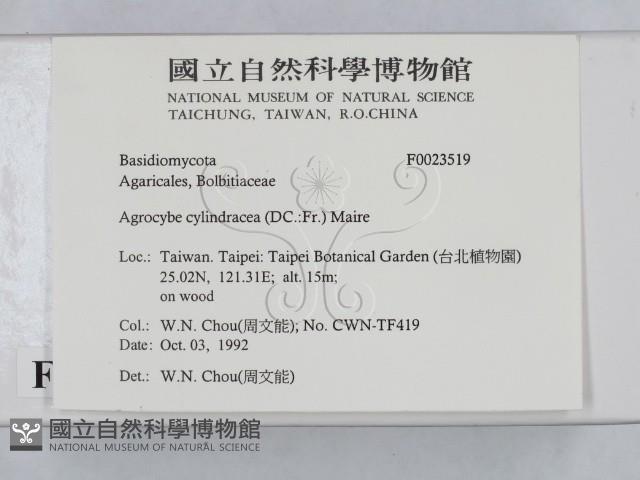 國立自然科學博物館
NATIONAL MUSEUM OF NATURAL SCIENCE
TAICHUNG, TAIWAN, R.O.CHINA
Basidiomycota F0023519
Agaricales, Bolbitiaceae
Agrocybe cylindracea (DC.:Fr.) Maire
Loc.: Taiwan. Taipei: Taipei Botanical Garden (台北植物園)
25.02N, 121.31E; alt. 15m;
on wood
Col.: W.N. Chou(周文能); No. CWN-TF419
Date: Oct. 03, 1992
Det.: W.N. Chou(周文能)
F
國立自然科學博物館
NATIONAL MUSEUM OF NATURAL SCIENCE